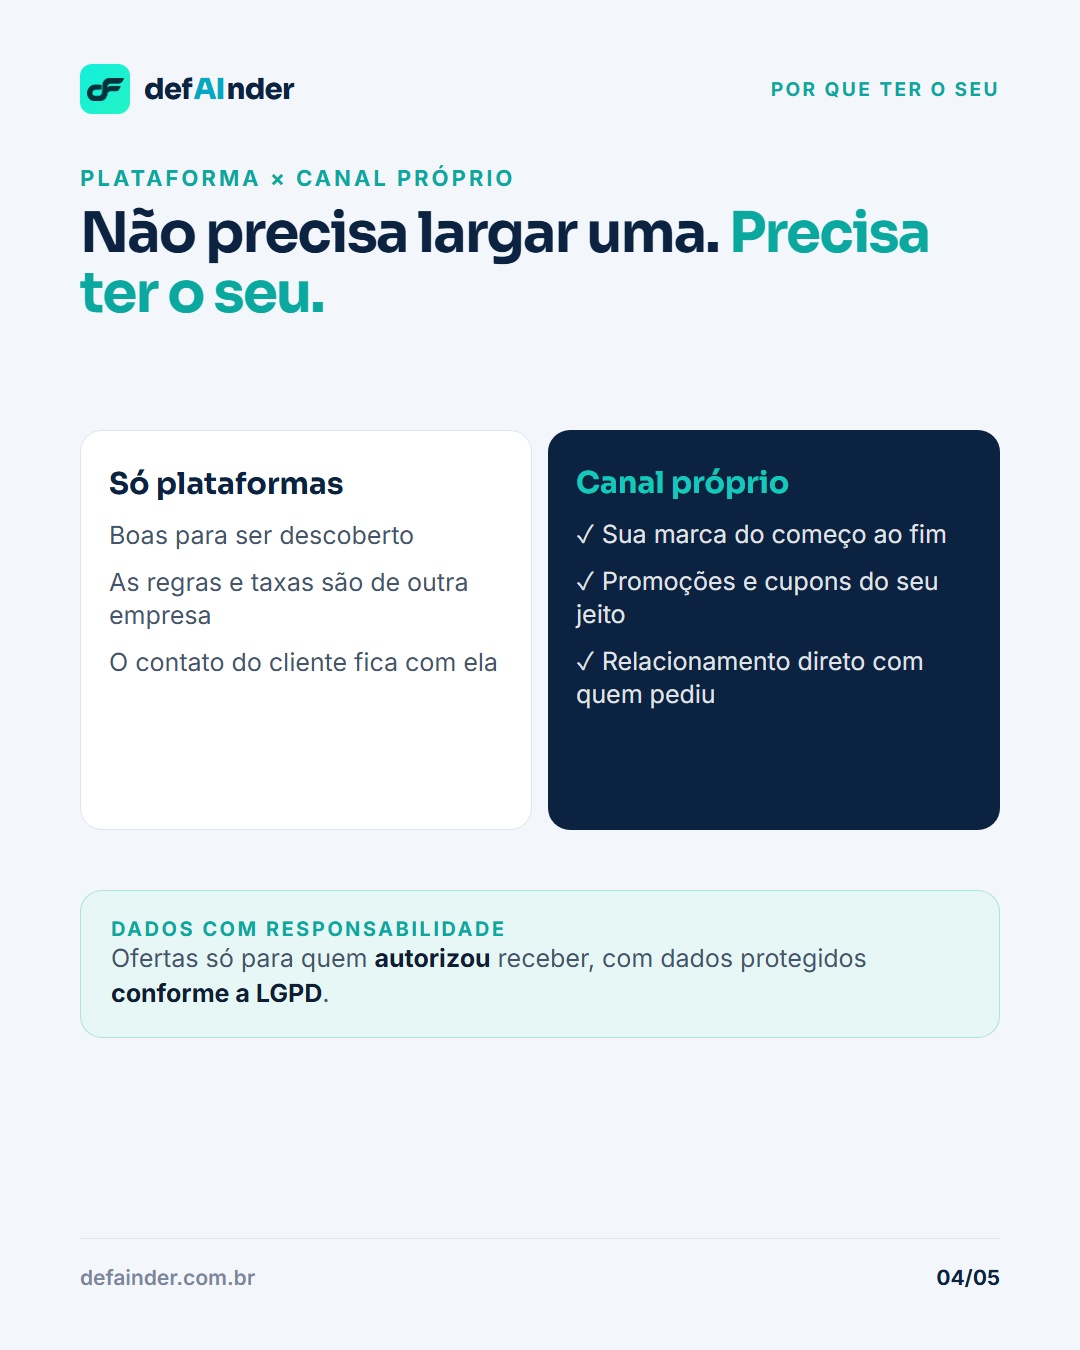 defAInder
POR QUE TER O SEU
PLATAFORMA × CANAL PRÓPRIO
Não precisa largar uma. Precisa
ter o seu.
Só plataformas
Boas para ser descoberto
As regras e taxas são de outra
empresa
O contato do cliente fica com ela
Canal próprio
✓ Sua marca do começo ao fim
✓ Promoções e cupons do seu
jeito
✓ Relacionamento direto com
quem pediu
DADOS COM RESPONSABILIDADE
Ofertas só para quem autorizou receber, com dados protegidos
conforme a LGPD.
defainder.com.br
04/05